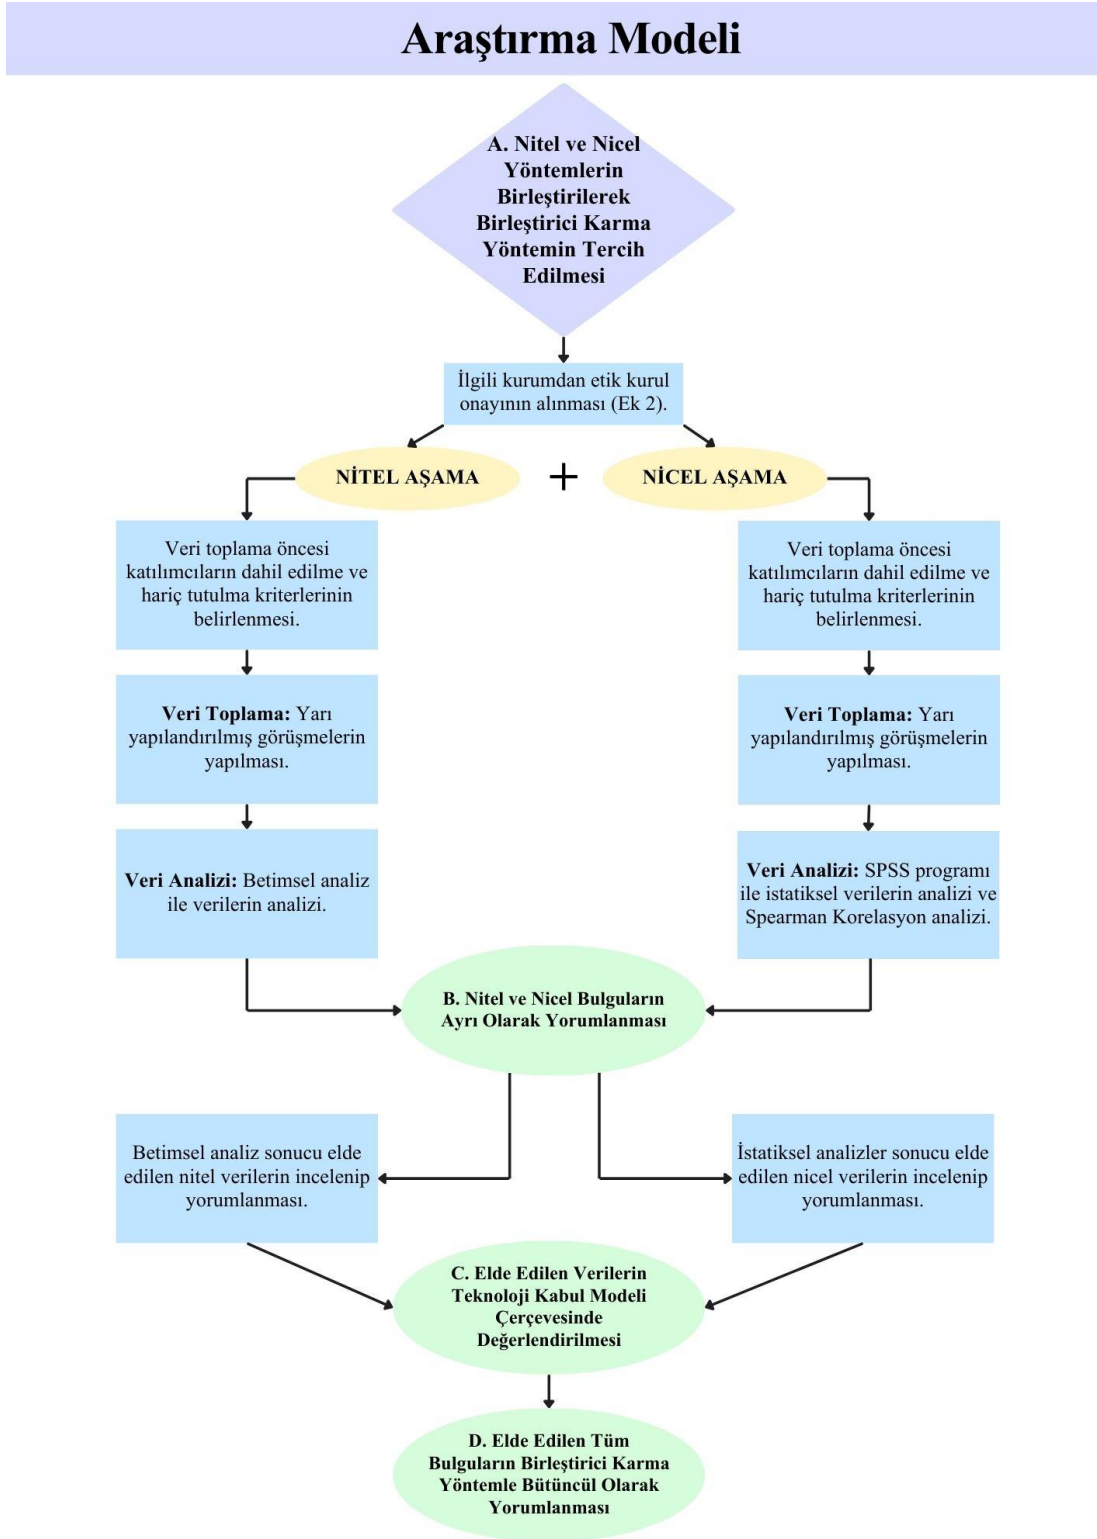 Araştırma Modeli
A. Nitel ve Nicel
Yöntemlerin
Birleştirilerek
Birleştirici Karma
Yöntemin Tercih
Edilmesi
İlgili kurumdan etik kurul
onayının alınması (Ek 2).
NİTEL AŞAMA
+
NİCEL AŞAMA
Veri toplama öncesi
katılımcıların dahil edilme ve
hariç tutulma kriterlerinin
belirlenmesi.
Veri toplama öncesi
katılımcıların dahil edilme ve
hariç tutulma kriterlerinin
belirlenmesi.
Veri Toplama: Yarı
yapılandırılmış görüşmelerin
yapılması.
Veri Toplama: Yarı
yapılandırılmış görüşmelerin
yapılması.
Veri Analizi: Betimsel analiz
ile verilerin analizi.
Veri Analizi: SPSS programı
ile istatiksel verilerin analizi ve
Spearman Korelasyon analizi.
B. Nitel ve Nicel Bulguların
Ayrı Olarak Yorumlanması
Betimsel analiz sonucu elde
edilen nitel verilerin incelenip
yorumlanması.
İstatiksel analizler sonucu elde
edilen nicel verilerin incelenip
yorumlanması.
C. Elde Edilen Verilerin
Teknoloji Kabul Modeli
Çerçevesinde
Değerlendirilmesi
D. Elde Edilen Tüm
Bulguların Birleştirici Karma
Yöntemle Bütüncül Olarak
Yorumlanması